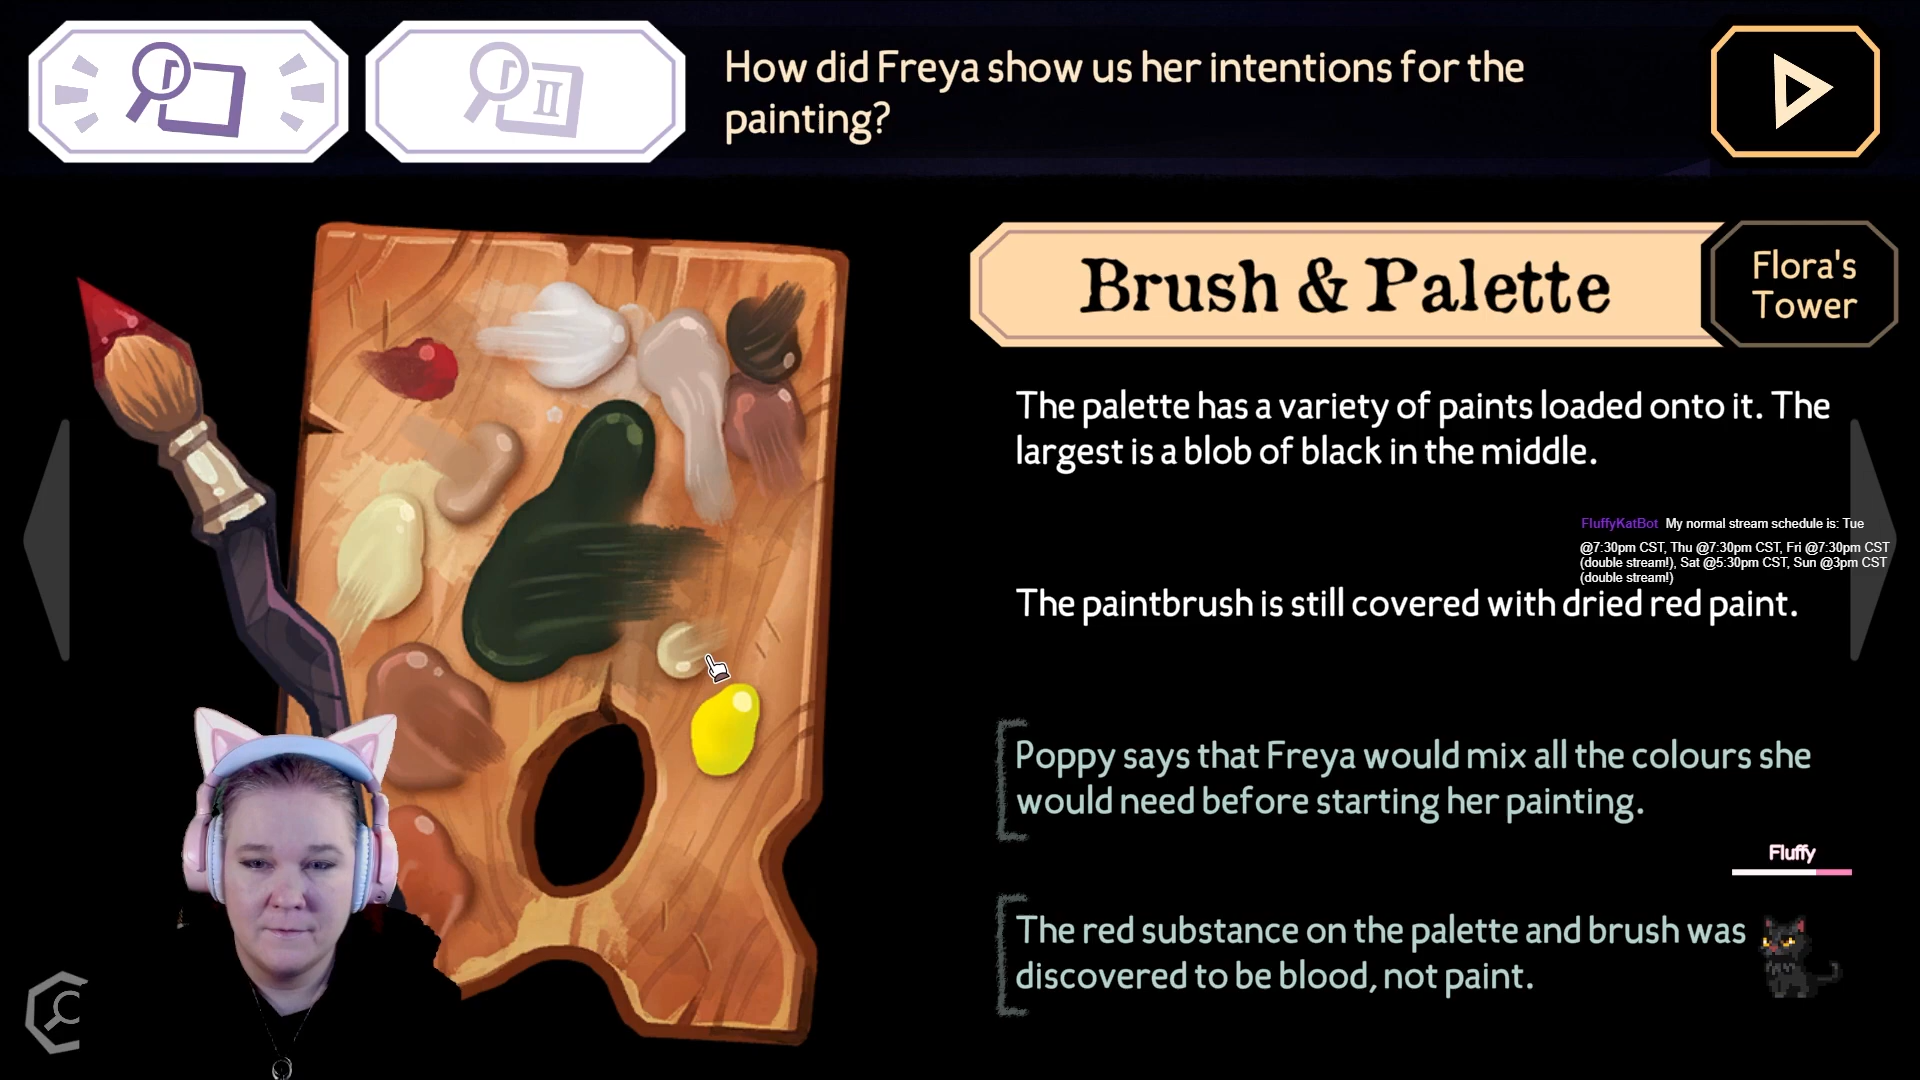 How did Freya show us her intentions for the
painting?
II
Brush & Palette
Flora's
Tower
The palette has a variety of paints loaded onto it. The
largest is a blob of black in the middle.
FluffyKatBot My normal stream schedule is: Tue
@7:30pm CST, Thu @7:30pm CST, Fri @7:30pm CST
(double stream!), Sat @5:30pm CST, Sun @3pm CST
(double stream!)
The paintbrush is still covered with dried red paint.
Poppy says that Freya would mix all the colours she
would need before starting her painting.
Fluffy
The red substance on the palette and brush was
discovered to be blood, not paint.